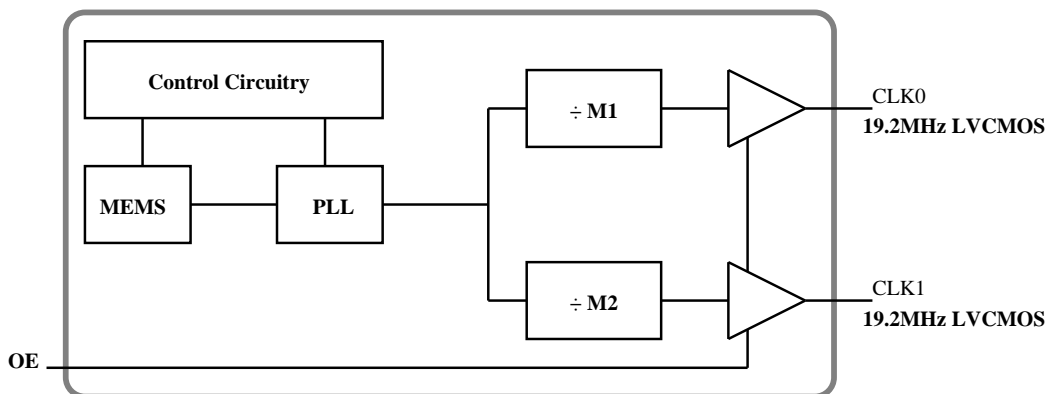 Control Circuitry
MEMS
PLL
÷ M1
÷ M2
CLK0
19.2MHz LVCMOS
CLK1
19.2MHz LVCMOS
OE